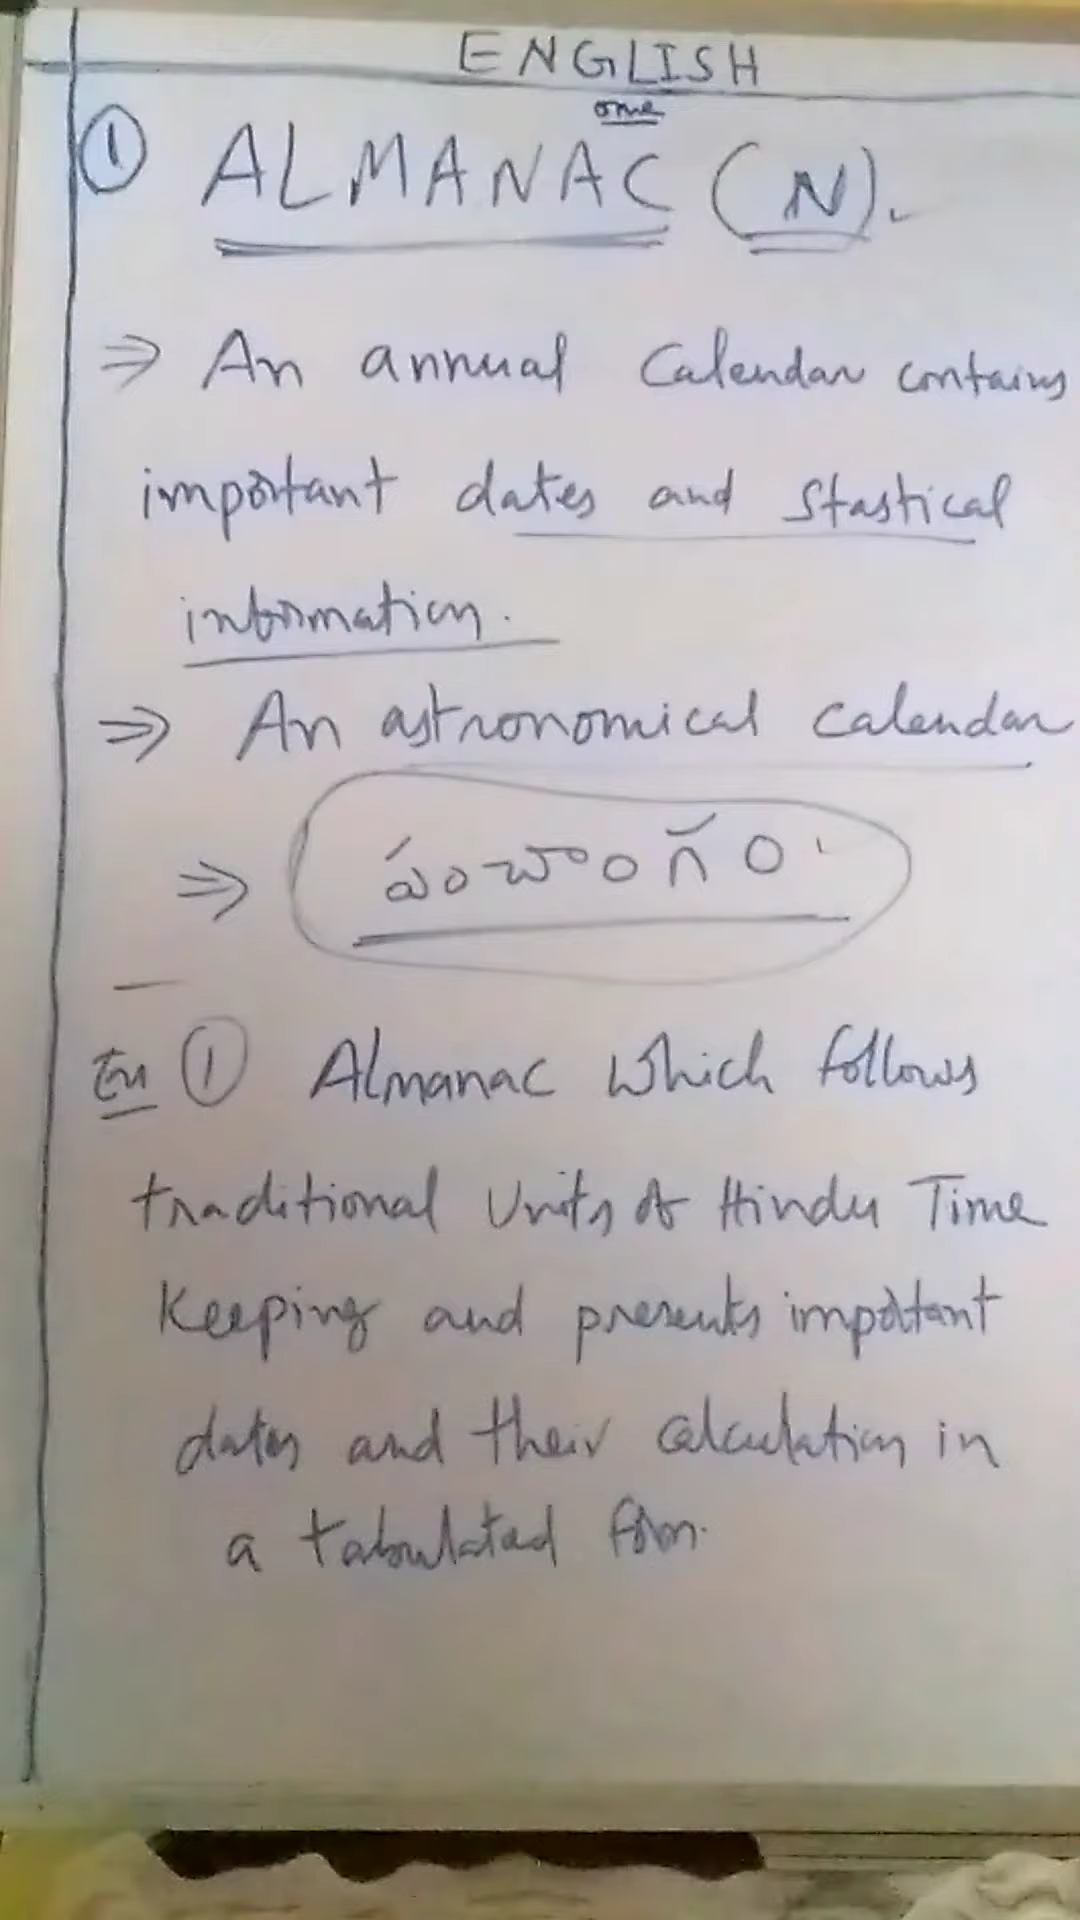 ENGLISH
one
① ALMANAC (N).
⇒ An annual Calendar contains
important dates and Stastical
information.
⇒ An astronomical calendar
⇒ పంచాంగం
Ex ① Almanac which follows
traditional Units of Hindu Time
Keeping and presents important
dates and their calculation in
a tabulated form.